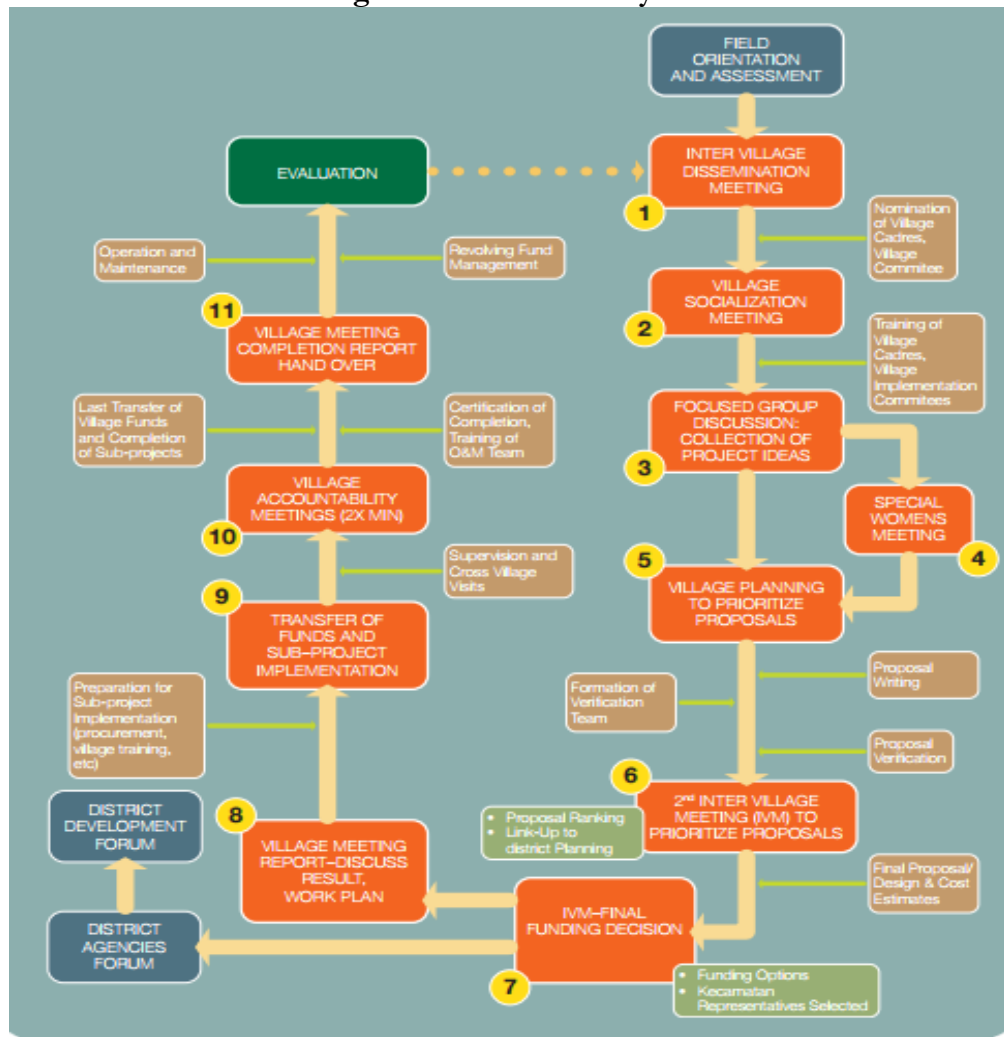 FIELD
ORIENTATION
AND ASSESSMENT
EVALUATION
INTER VILLAGE
DISSEMINATION
MEETING
1
Nomination
of Village
Cadres,
Village
Commitee
Operation and
Maintenance
Revolving Fund
Management
VILLAGE
SOCIALIZATION
MEETING
2
11
VILLAGE MEETING
COMPLETION REPORT
HAND OVER
Training of
Village
Cadres,
Village
Implementation
Commitees
Last Transfer of
Village Funds
and Completion
of Sub-projects
Certification of
Completion,
Training of
O&M Team
FOCUSED GROUP
DISCUSSION:
COLLECTION OF
PROJECT IDEAS
3
VILLAGE
ACCOUNTABILITY
MEETINGS (2X MIN)
10
SPECIAL
WOMENS
MEETING
4
Supervision and
Cross Village
Visits
5
VILLAGE PLANNING
TO PRIORITIZE
PROPOSALS
9
TRANSFER OF
FUNDS AND
SUB-PROJECT
IMPLEMENTATION
Preparation for
Sub-project
Implementation
(procurement,
village training,
etc)
Formation of
Verification
Team
Proposal
Writing
Proposal
Verification
6
2nd INTER VILLAGE
MEETING (IVM) TO
PRIORITIZE PROPOSALS
• Proposal Ranking
• Link-Up to
district Planning
DISTRICT
DEVELOPMENT
FORUM
8
VILLAGE MEETING
REPORT-DISCUSS
RESULT,
WORK PLAN
Final Proposal/
Design & Cost
Estimates
IVM-FINAL
FUNDING DECISION
7
DISTRICT
AGENCIES
FORUM
• Funding Options
• Kecamatan
Representatives Selected